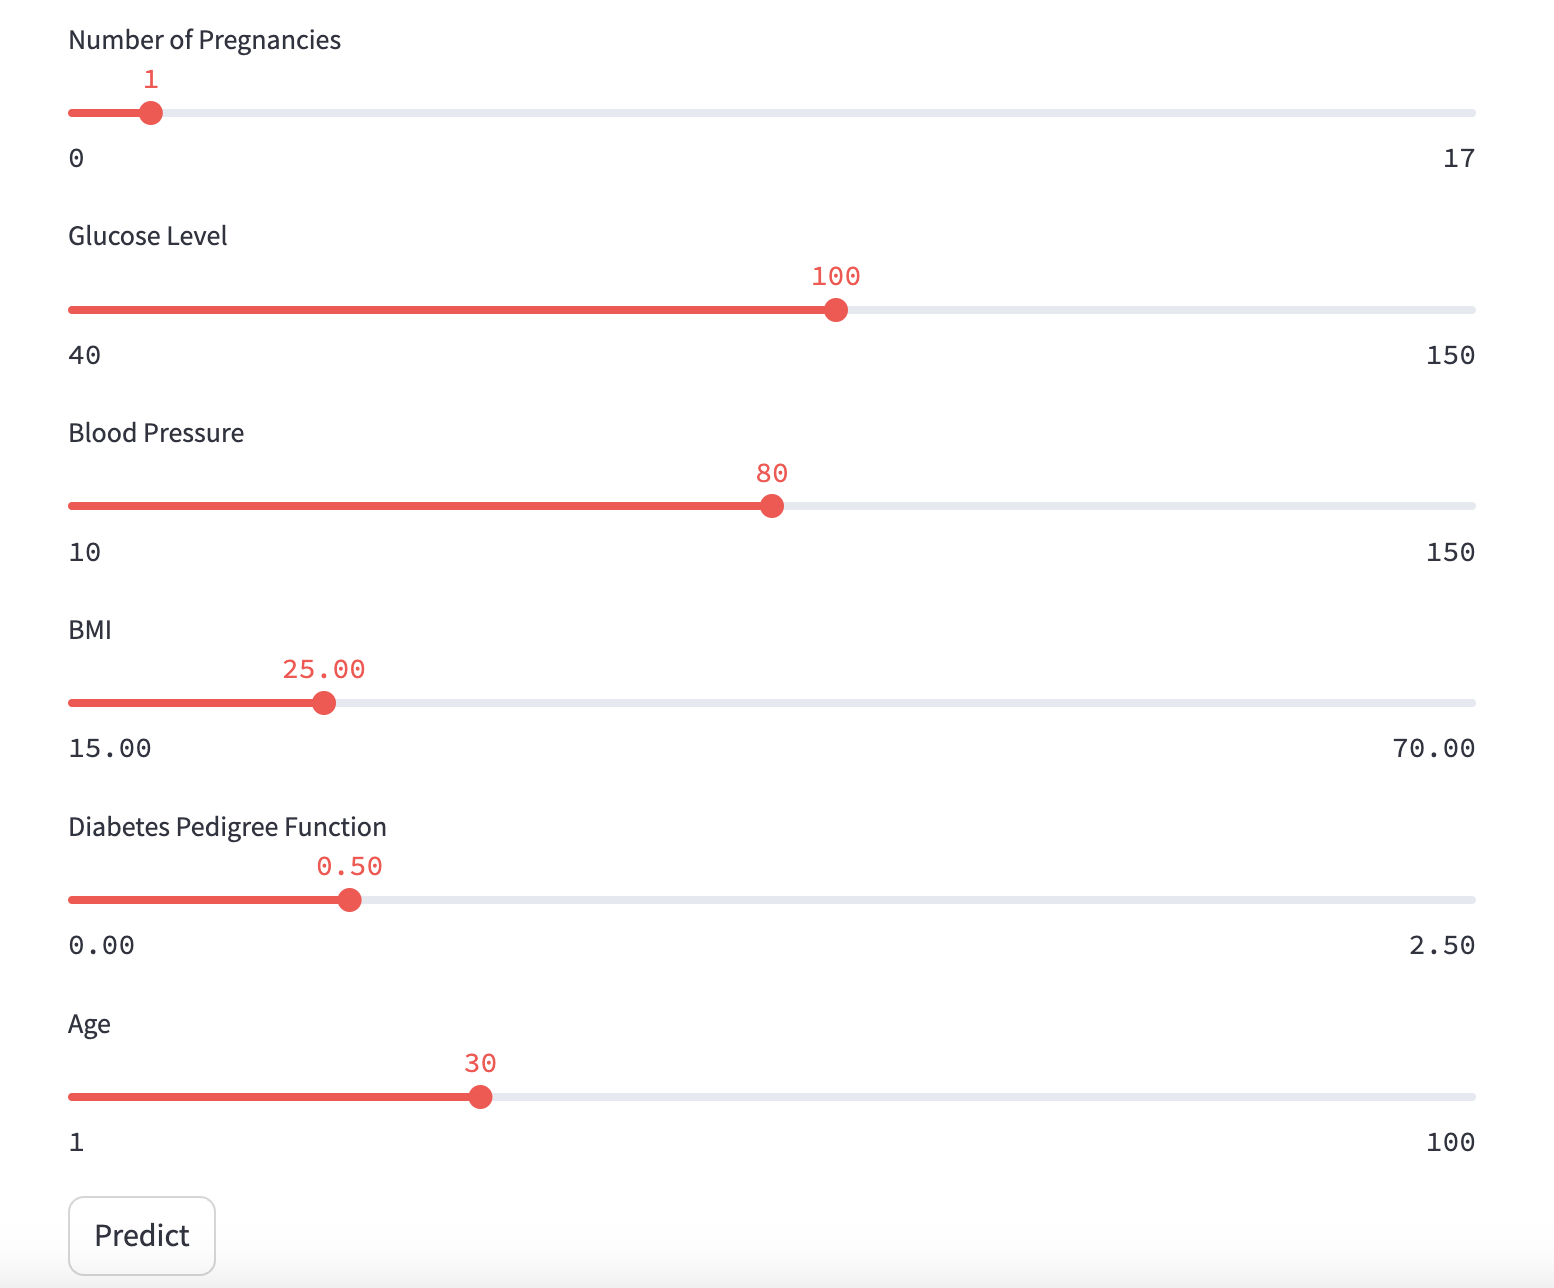 Number of Pregnancies
1
0 17
Glucose Level
100
40 150
Blood Pressure
80
10 150
BMI
25.00
15.00 70.00
Diabetes Pedigree Function
0.50
0.00 2.50
Age
30
1 100
Predict